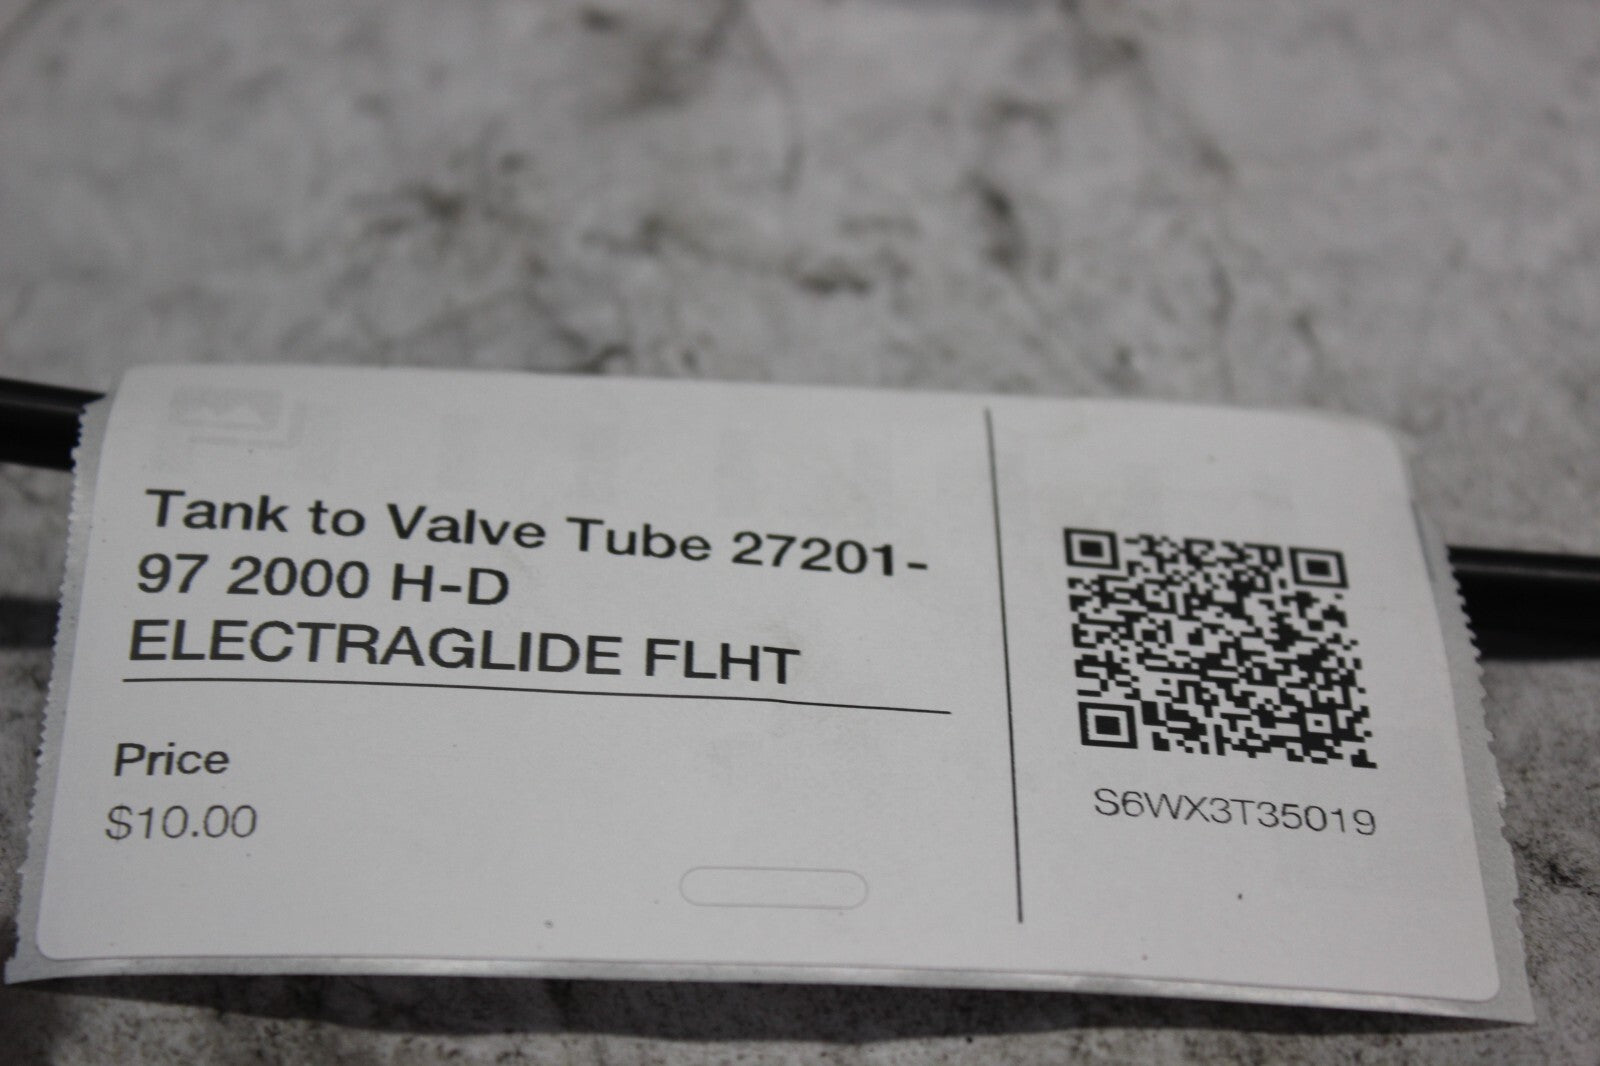 Tank to Valve Tube 27201-
97 2000 H-D
ELECTRAGLIDE FLHT
Price
$10.00
S6WX3T35019